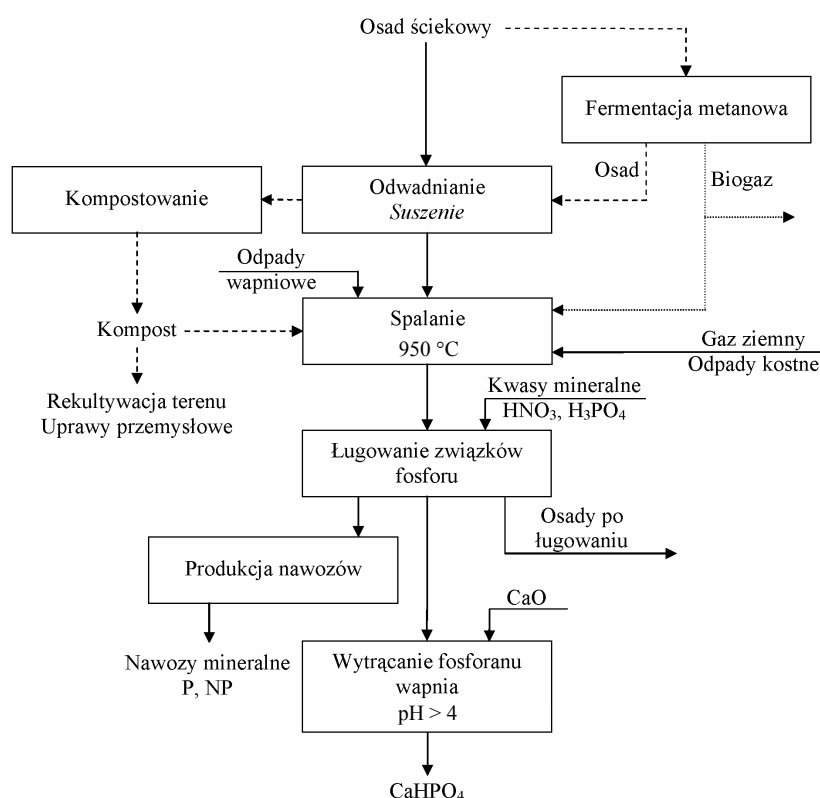 Osad ściekowy
Fermentacja metanowa
Osad
Biogaz
Kompostowanie
Odwadnianie
Suszenie
Odpady
wapniowe
Spalanie
950 °C
Kompost
Gaz ziemny
Odpady kostne
Rekultywacja terenu
Uprawy przemysłowe
Kwasy mineralne
HNO₃, H₃PO₄
Ługowanie związków
fosforu
Osady po
ługowaniu
Produkcja nawozów
CaO
Nawozy mineralne
P, NP
Wytrącanie fosforanu
wapnia
pH > 4
CaHPO₄